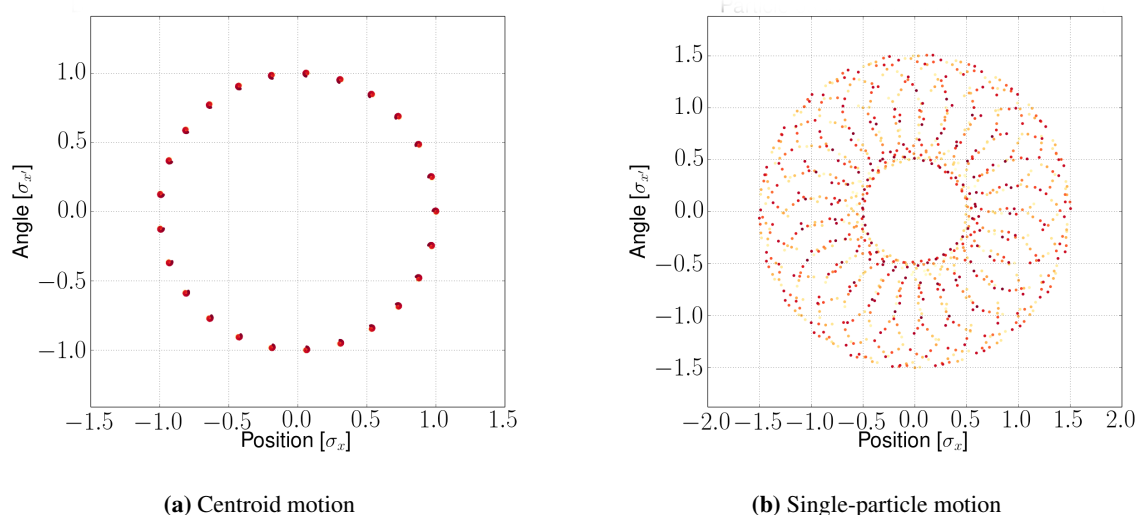 1.0
0.5
0.0
−0.5
−1.0
Angle [σx′]
−1.5 −1.0 −0.5 0.0 0.5 1.0 1.5
Position [σx]
(a) Centroid motion
1.5
1.0
0.5
0.0
−0.5
−1.0
−1.5
Angle [σx′]
−2.0 −1.5 −1.0 −0.5 0.0 0.5 1.0 1.5 2.0
Position [σx]
(b) Single-particle motion